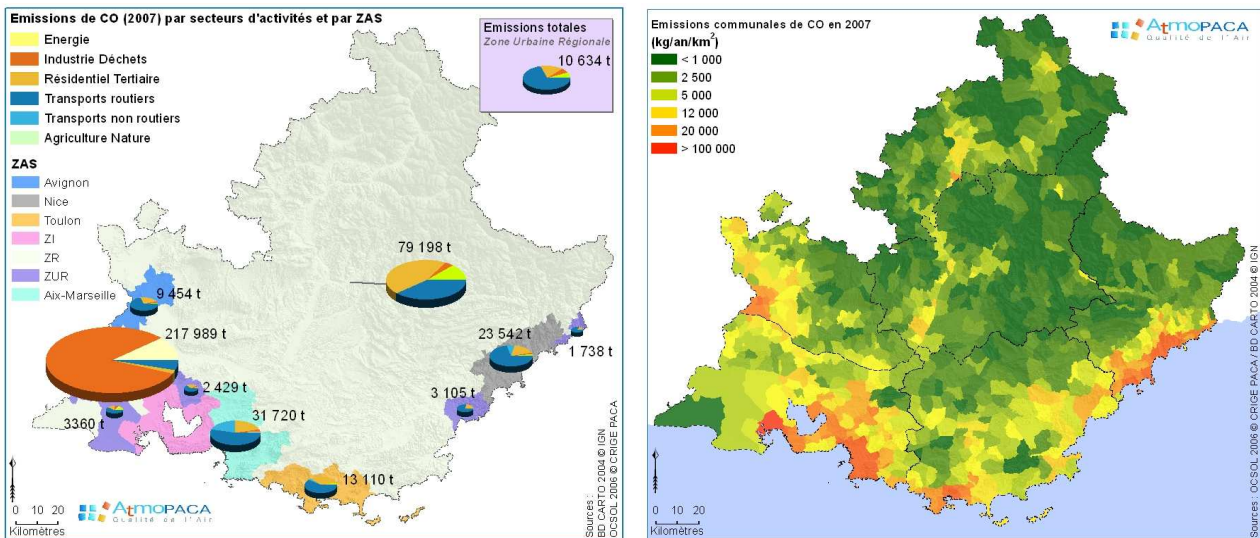 Emissions de CO (2007) par secteurs d'activités et par ZAS
Energie
Industrie Déchets
Résidentiel Tertiaire
Transports routiers
Transports non routiers
Agriculture Nature
ZAS
Avignon
Nice
Toulon
ZI
ZR
ZUR
Aix-Marseille
Emissions totales
Zone Urbaine Régionale
10 634 t
79 198 t
9 454 t
217 989 t
23 542 t
1 738 t
2 429 t
3 105 t
3360 t
31 720 t
13 110 t
0 10 20
Kilomètres
AtmoPACA
Qualité de l'Air
Sources :
BD CARTO 2004 © IGN
OCSOL 2006 © CRIGE PACA
Emissions communales de CO en 2007
(kg/an/km²)
< 1 000
2 500
5 000
12 000
20 000
> 100 000
AtmoPACA
Qualité de l'Air
0 10 20
Kilomètres
Sources : OCSOL 2006 © CRIGE PACA / BD CARTO 2004 © IGN